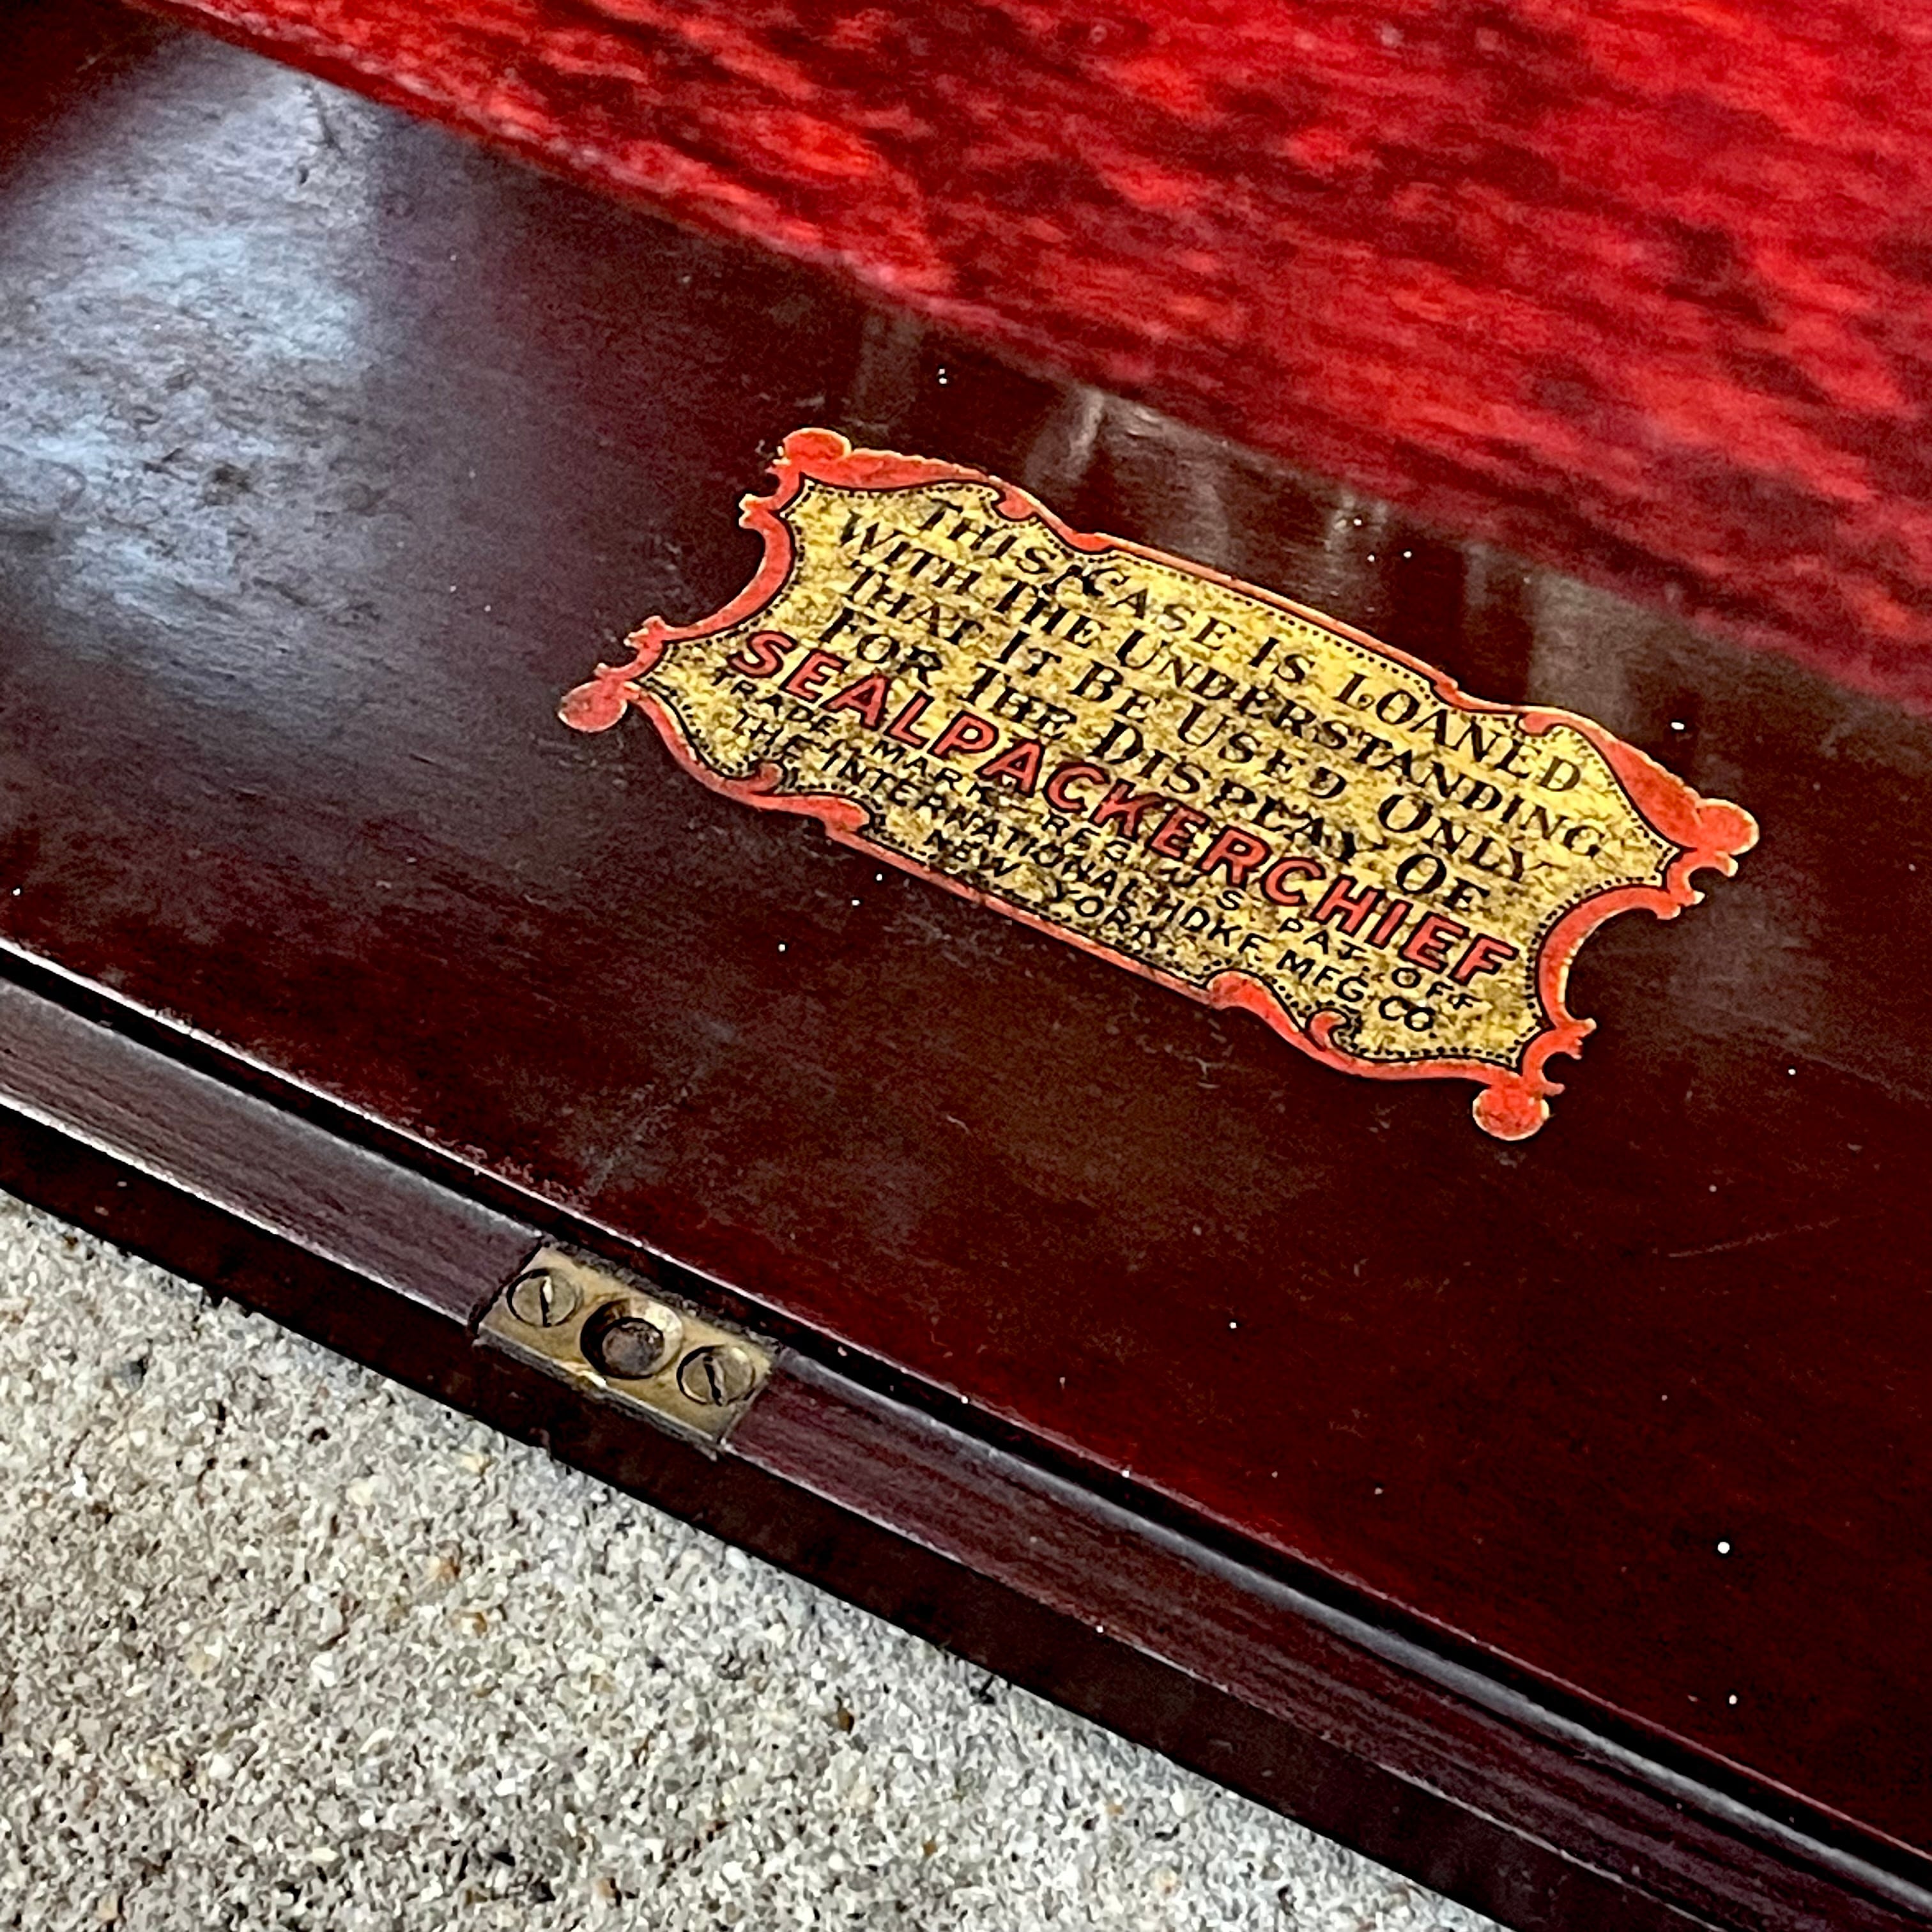 THIS CASE IS LOANED
WITH THE UNDERSTANDING
THAT IT BE USED ONLY
FOR THE DISPLAY OF
SEALPACKERCHIEF
TRADE MARK REG. U.S. PAT. OFF
THE INTERNATIONAL HDKF. MFG. CO.
NEW YORK